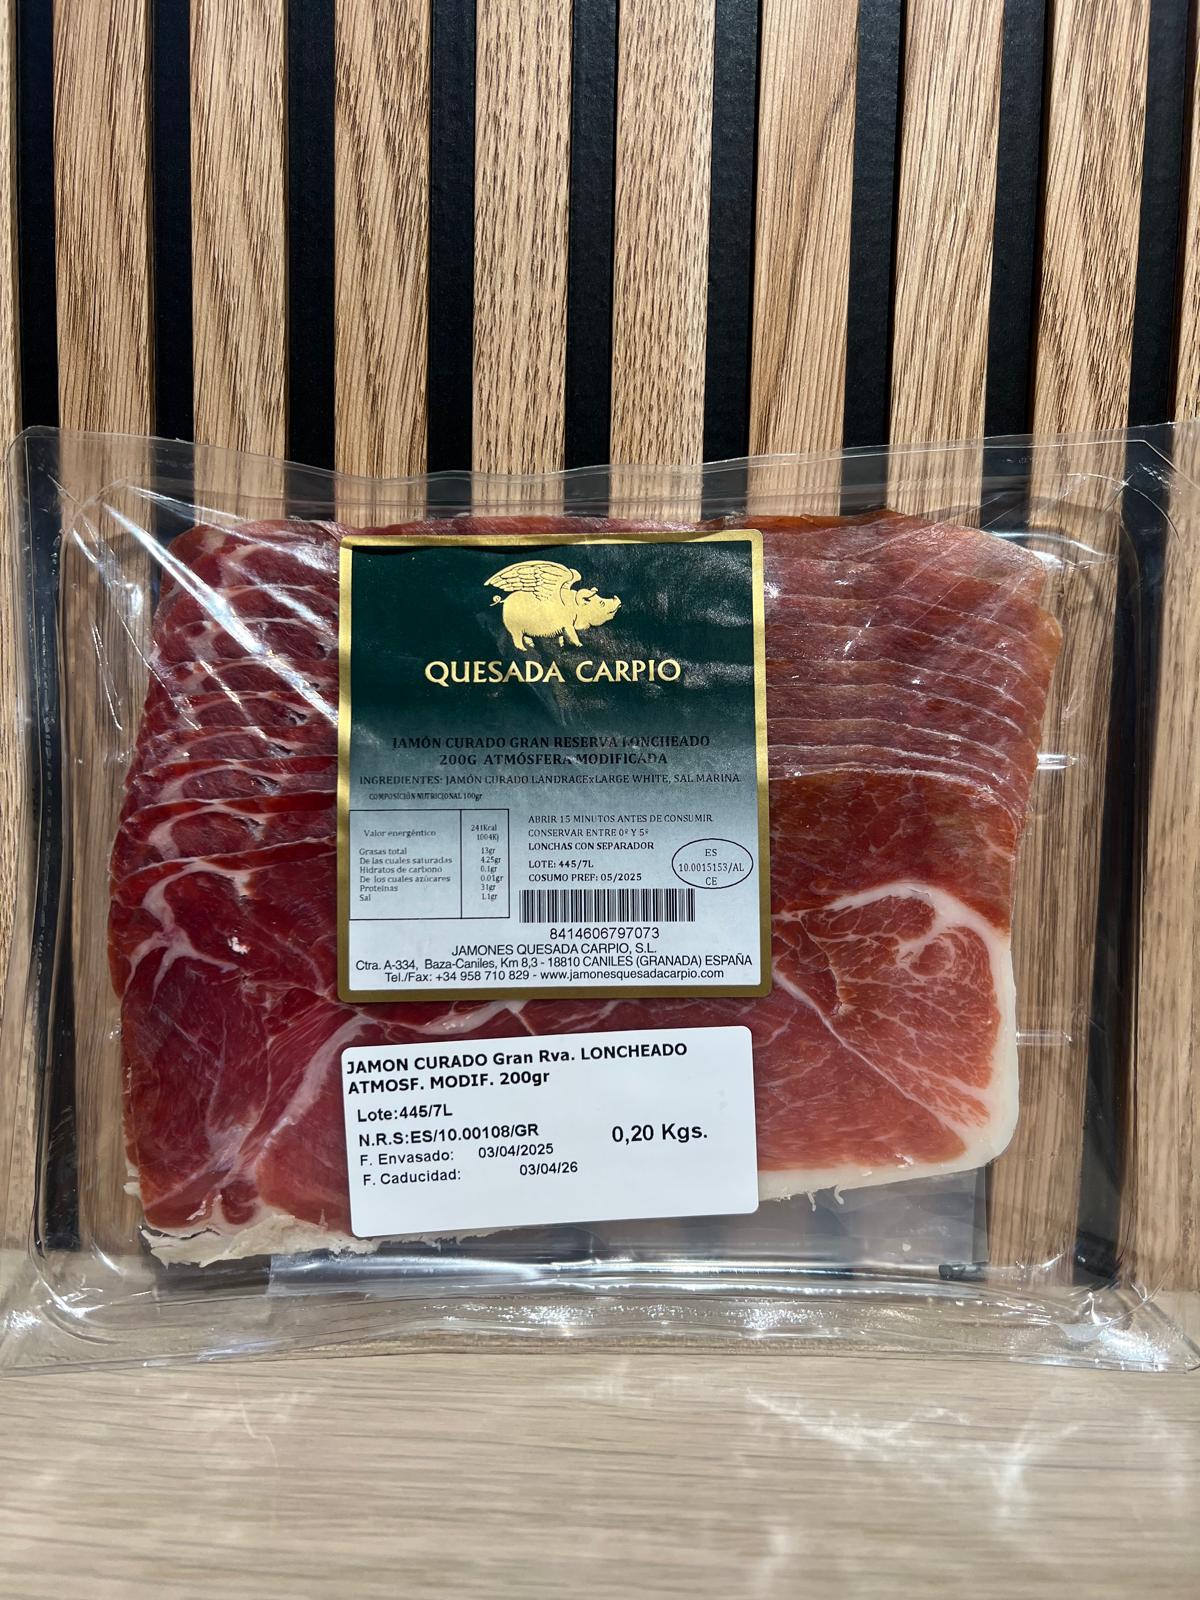 QUESADA CARPIO
JAMÓN CURADO GRAN RESERVA LONCHEADO
200G ATMÓSFERA MODIFICADA
INGREDIENTES: JAMÓN CURADO LANDRACExLARGE WHITE, SAL MARINA
COMPOSICIÓN NUTRICIONAL 100gr
Valor energéntico 241Kcal
1004Kj
Grasas total 13gr
De las cuales saturadas 4.25gr
Hidratos de carbono 0.1gr
De los cuales azúcares 0.01gr
Proteinas 31gr
Sal 1.1gr
ABRIR 15 MINUTOS ANTES DE CONSUMIR
CONSERVAR ENTRE 0º Y 5º
LONCHAS CON SEPARADOR
LOTE: 445/7L
COSUMO PREF: 05/2025
ES
10.0015153/AL
CE
8414606797073
JAMONES QUESADA CARPIO, S.L.
Ctra. A-334, Baza-Caniles, Km 8,3 - 18810 CANILES (GRANADA) ESPAÑA
Tel./Fax: +34 958 710 829 - www.jamonesquesadacarpio.com
JAMON CURADO Gran Rva. LONCHEADO
ATMOSF. MODIF. 200gr
Lote:445/7L
N.R.S:ES/10.00108/GR
0,20 Kgs.
F. Envasado: 03/04/2025
F. Caducidad: 03/04/26